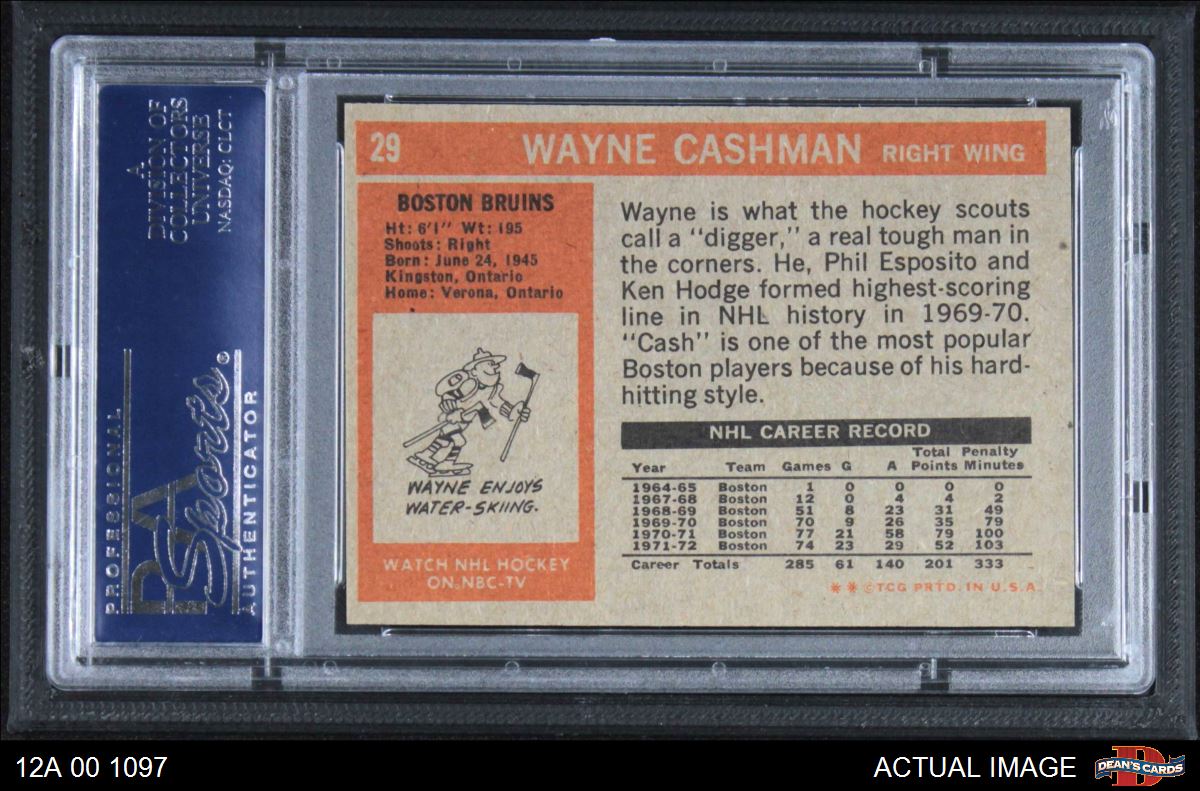 A
DIVISION OF
COLLECTORS
UNIVERSE
NASDAQ: CLCT
PROFESSIONAL
PSA
Sports®
AUTHENTICATOR
29 WAYNE CASHMAN RIGHT WING
BOSTON BRUINS
Ht: 6'1" Wt: 195
Shoots: Right
Born: June 24, 1945
Kingston, Ontario
Home: Verona, Ontario
WAYNE ENJOYS
WATER-SKIING.
WATCH NHL HOCKEY
ON NBC-TV
Wayne is what the hockey scouts
call a "digger," a real tough man in
the corners. He, Phil Esposito and
Ken Hodge formed highest-scoring
line in NHL history in 1969-70.
"Cash" is one of the most popular
Boston players because of his hard-
hitting style.
NHL CAREER RECORD
Total Penalty
Year Team Games G A Points Minutes
1964-65 Boston 1 0 0 0 0
1967-68 Boston 12 0 4 4 2
1968-69 Boston 51 8 23 31 49
1969-70 Boston 70 9 26 35 79
1970-71 Boston 77 21 58 79 100
1971-72 Boston 74 23 29 52 103
Career Totals 285 61 140 201 333
* * ©TCG PRTD. IN U.S.A.
12A 00 1097
ACTUAL IMAGE
DEAN'S CARDS